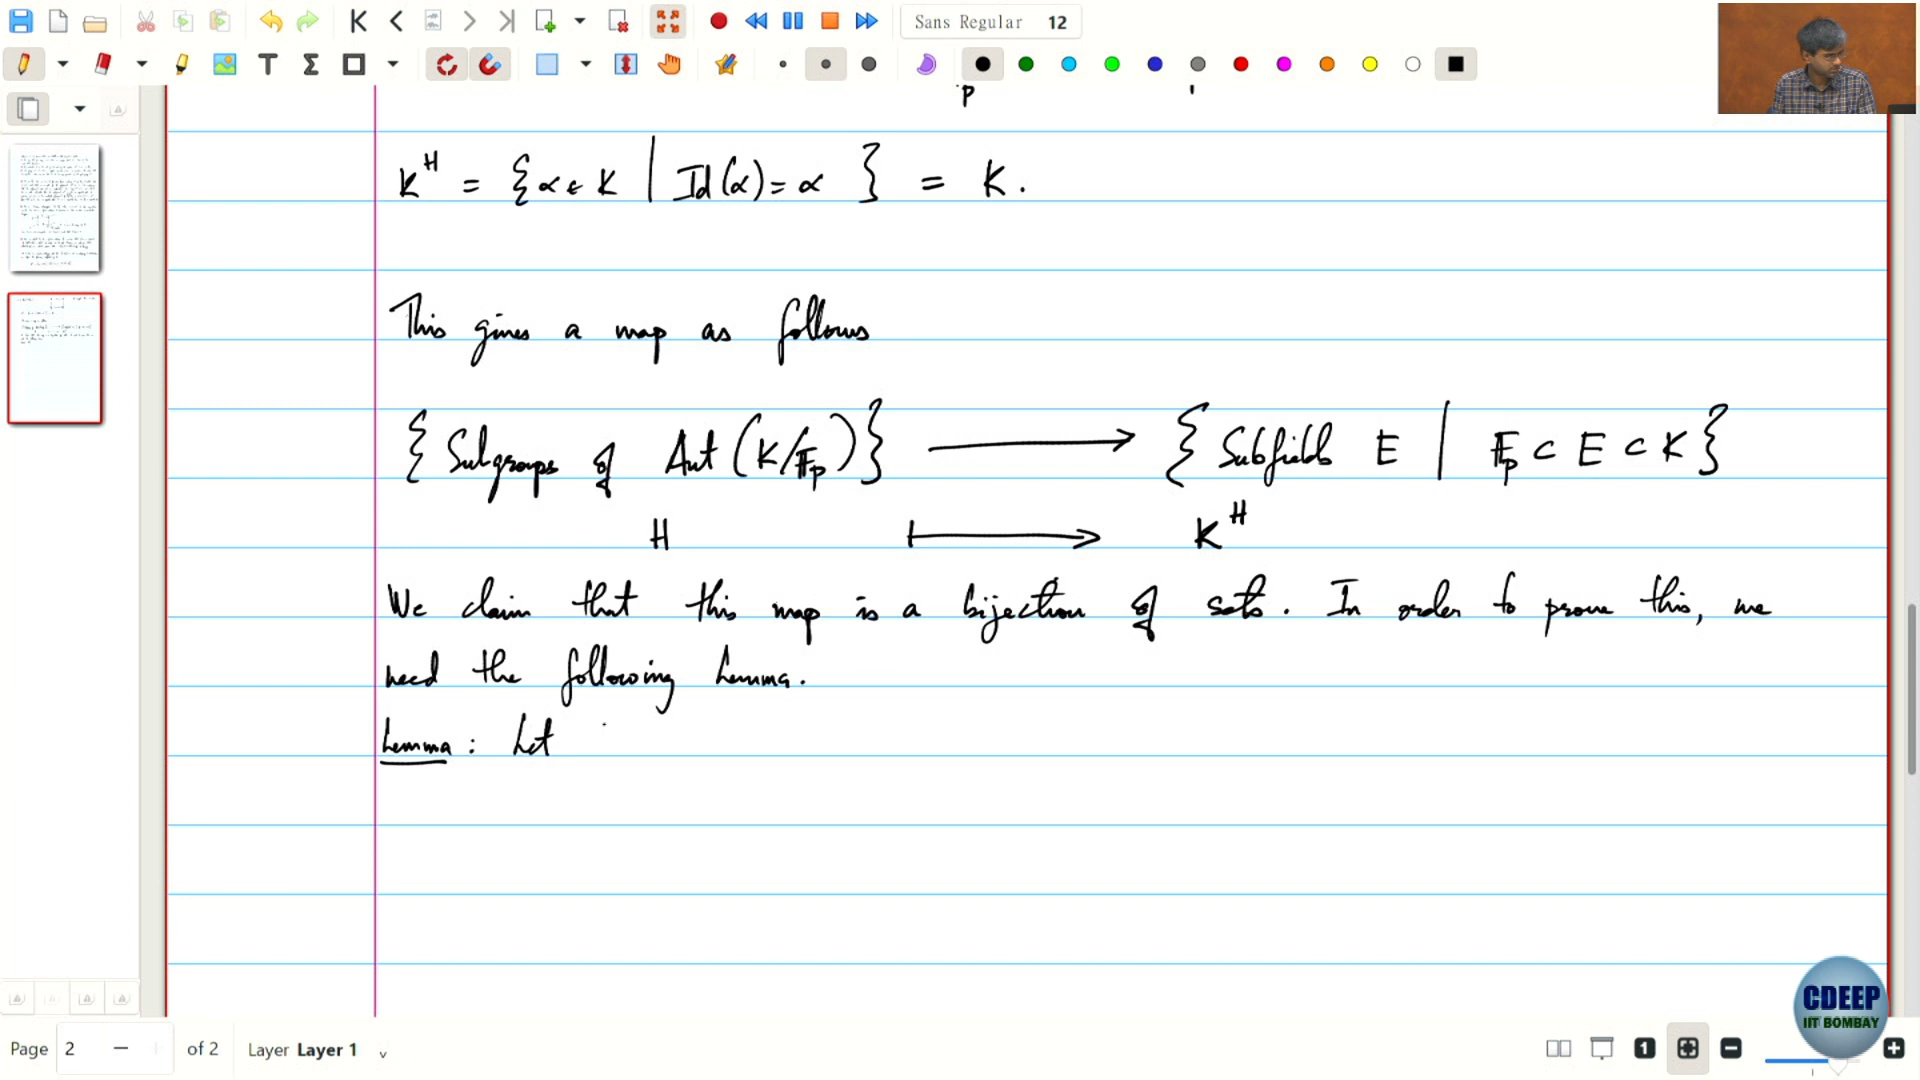 Sans Regular 12
K^H = { α ∈ K | Id(α) = α } = K.
This gives a map as follows
{ Subgroups of Aut (K/𝔽_p) } ⟶ { Subfields E | 𝔽_p ⊂ E ⊂ K }
H ⟼ K^H
We claim that this map is a bijection of sets. In order to prove this, we
need the following Lemma.
Lemma : Let
CDEEP
IIT BOMBAY
Page 2 of 2 Layer Layer 1